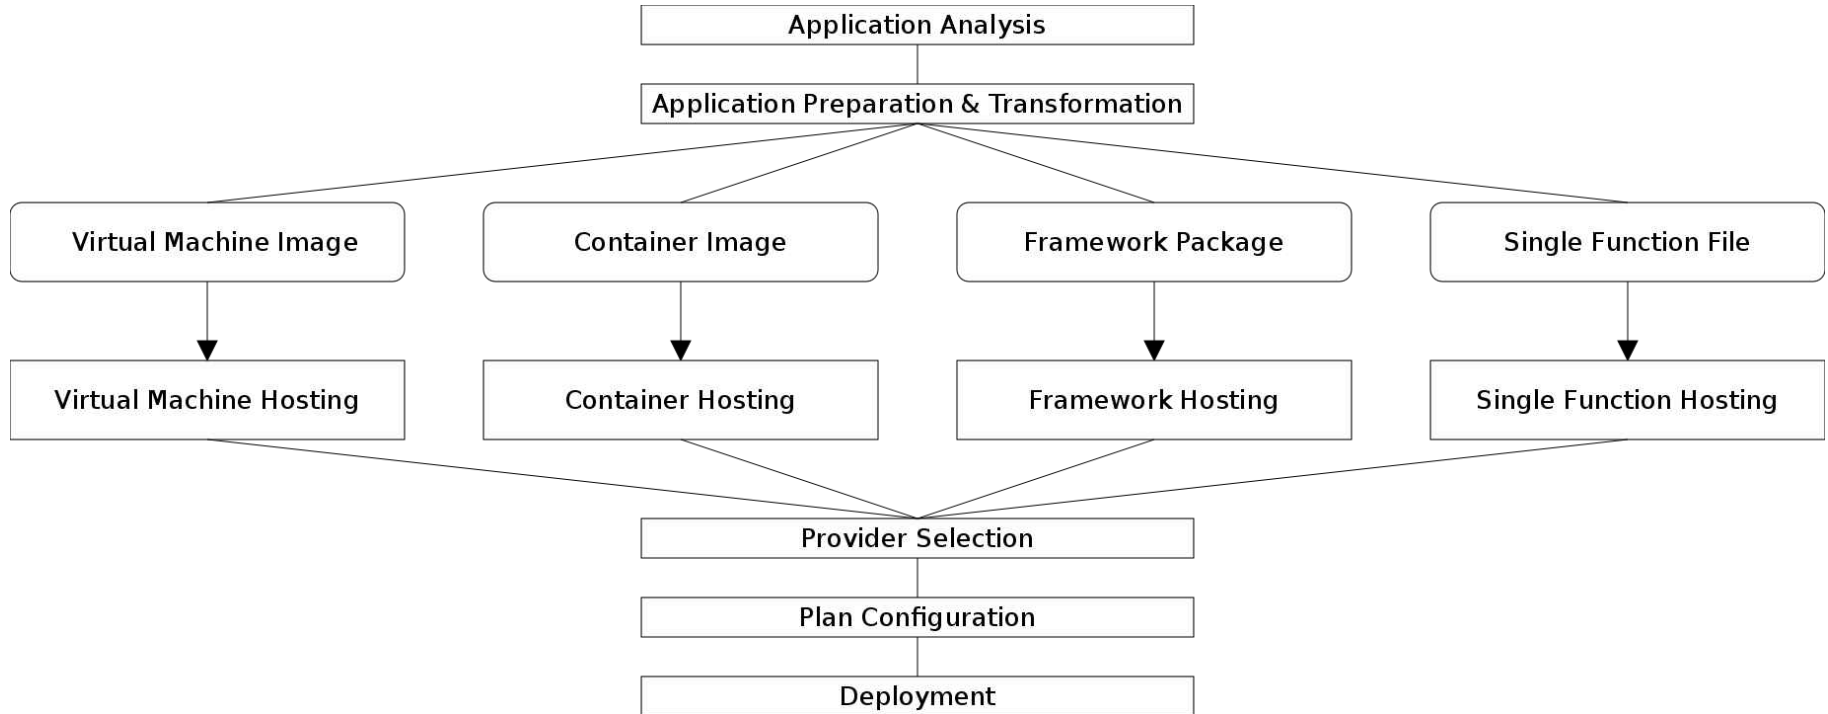 Application Analysis
Application Preparation & Transformation
Virtual Machine Image
Container Image
Framework Package
Single Function File
Virtual Machine Hosting
Container Hosting
Framework Hosting
Single Function Hosting
Provider Selection
Plan Configuration
Deployment